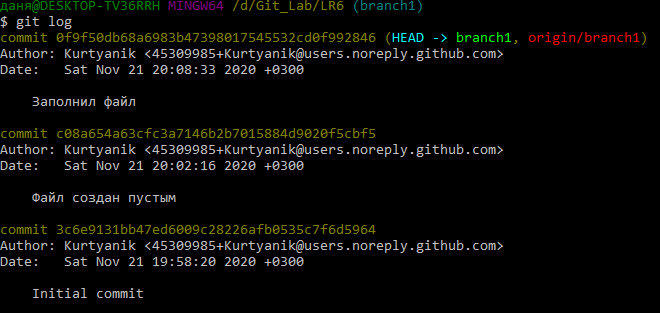 даня@DESKTOP-TV36RRH MINGW64 /d/Git_Lab/LR6 (branch1)
$ git log
commit 0f9f50db68a6983b47398017545532cd0f992846 (HEAD -> branch1, origin/branch1)
Author: Kurtyanik <45309985+Kurtyanik@users.noreply.github.com>
Date:   Sat Nov 21 20:08:33 2020 +0300
    Заполнил файл
commit c08a654a63cfc3a7146b2b7015884d9020f5cbf5
Author: Kurtyanik <45309985+Kurtyanik@users.noreply.github.com>
Date:   Sat Nov 21 20:02:16 2020 +0300
    Файл создан пустым
commit 3c6e9131bb47ed6009c28226afb0535c7f6d5964
Author: Kurtyanik <45309985+Kurtyanik@users.noreply.github.com>
Date:   Sat Nov 21 19:58:20 2020 +0300
    Initial commit